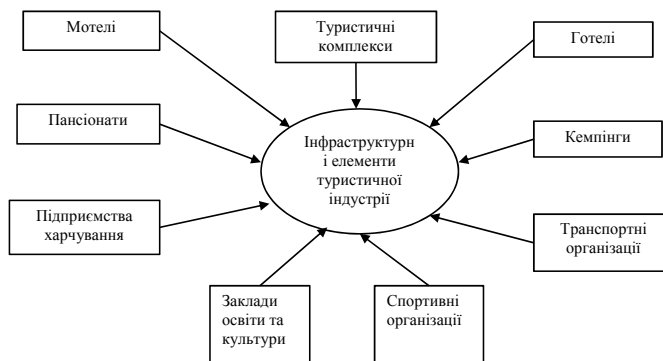 Мотелі
Туристичні
комплекси
Готелі
Пансіонати
Інфраструктурн
і елементи
туристичної
індустрії
Кемпінги
Підприємства
харчування
Транспортні
організації
Заклади
освіти та
культури
Спортивні
організації